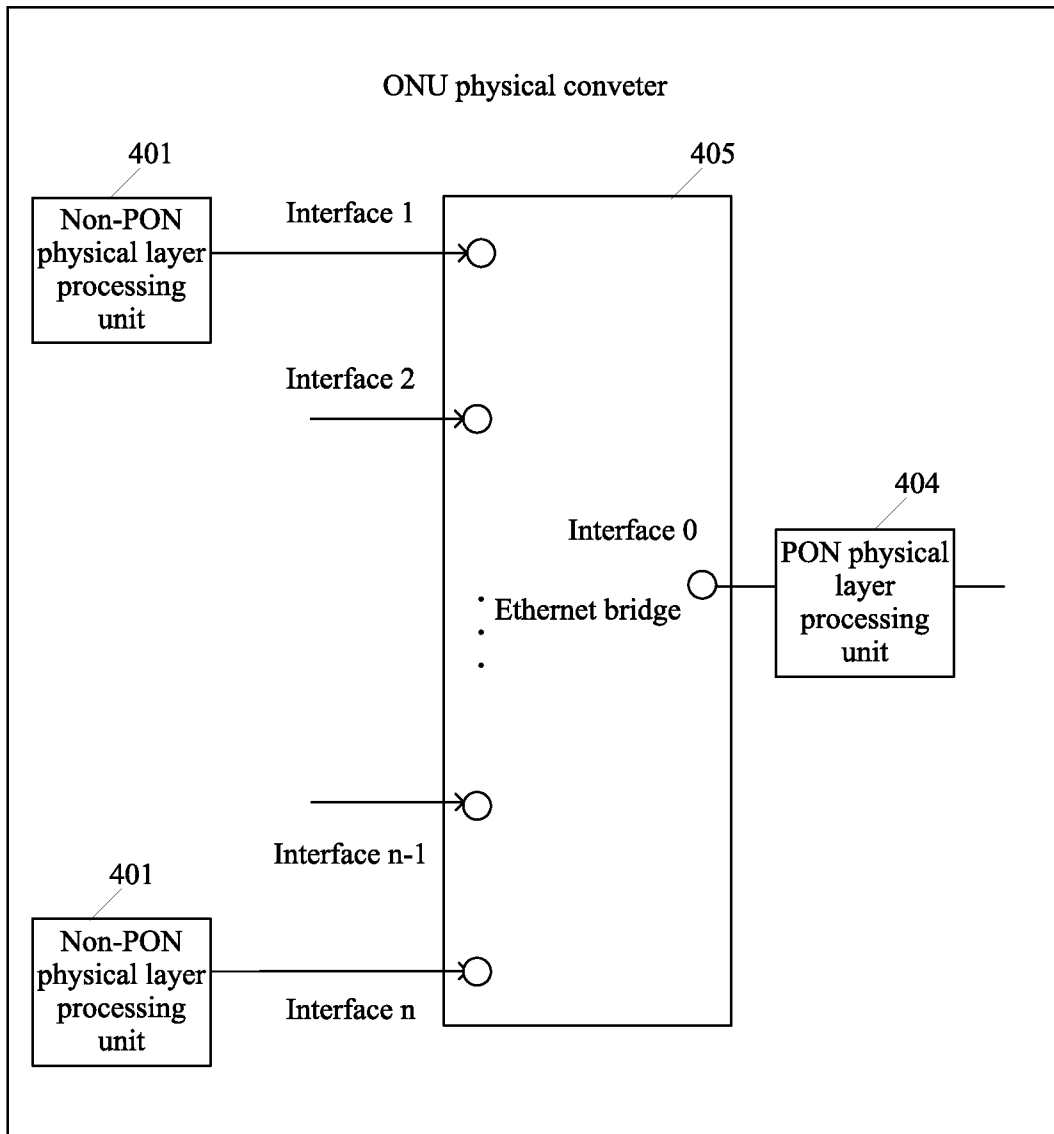 ONU physical conveter
401
405
Non-PON
physical layer
processing
unit
Interface 1
Interface 2
404
Interface 0
PON physical
layer
processing
unit
Ethernet bridge
Interface n-1
401
Non-PON
physical layer
processing
unit
Interface n